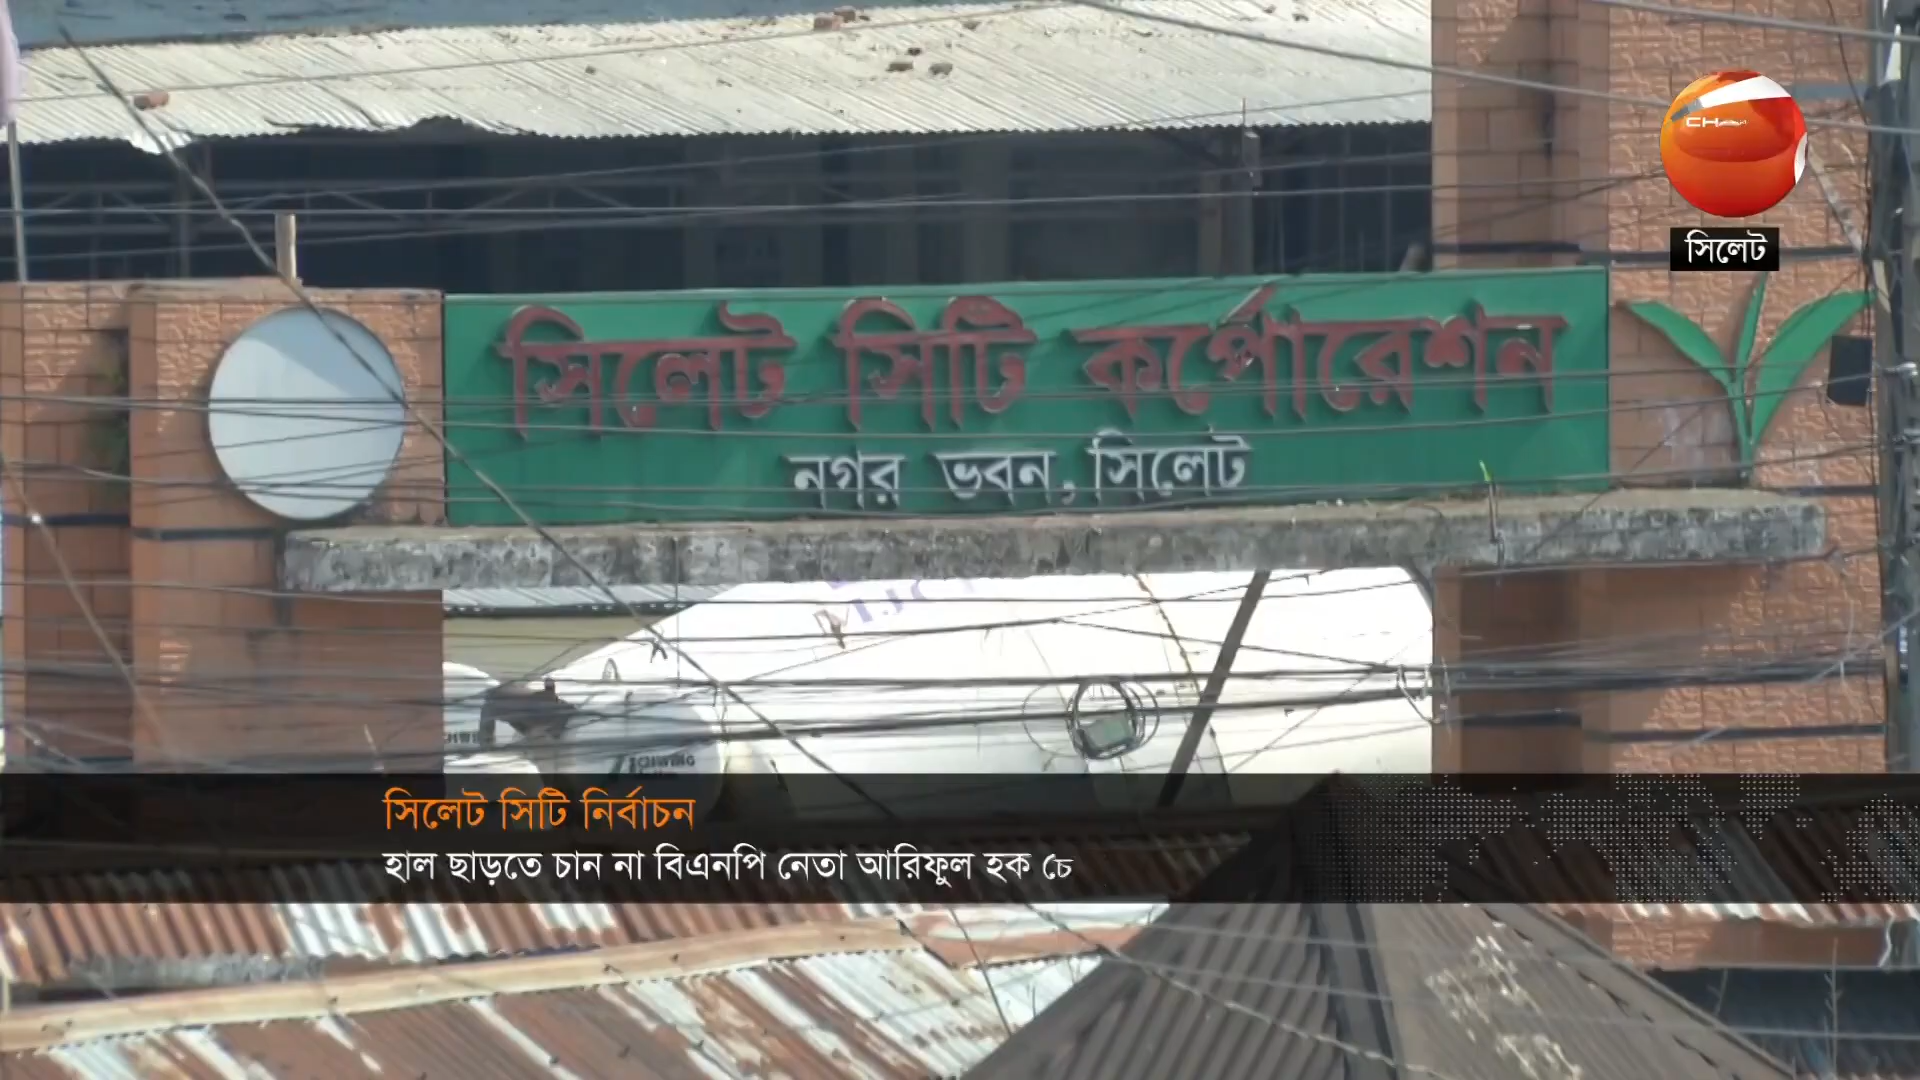 সিলেট
সিলেট সিটি কর্পোরেশন
নগর ভবন, সিলেট
সিলেট সিটি নির্বাচন
হাল ছাড়তে চান না বিএনপি নেতা আরিফুল হক চে